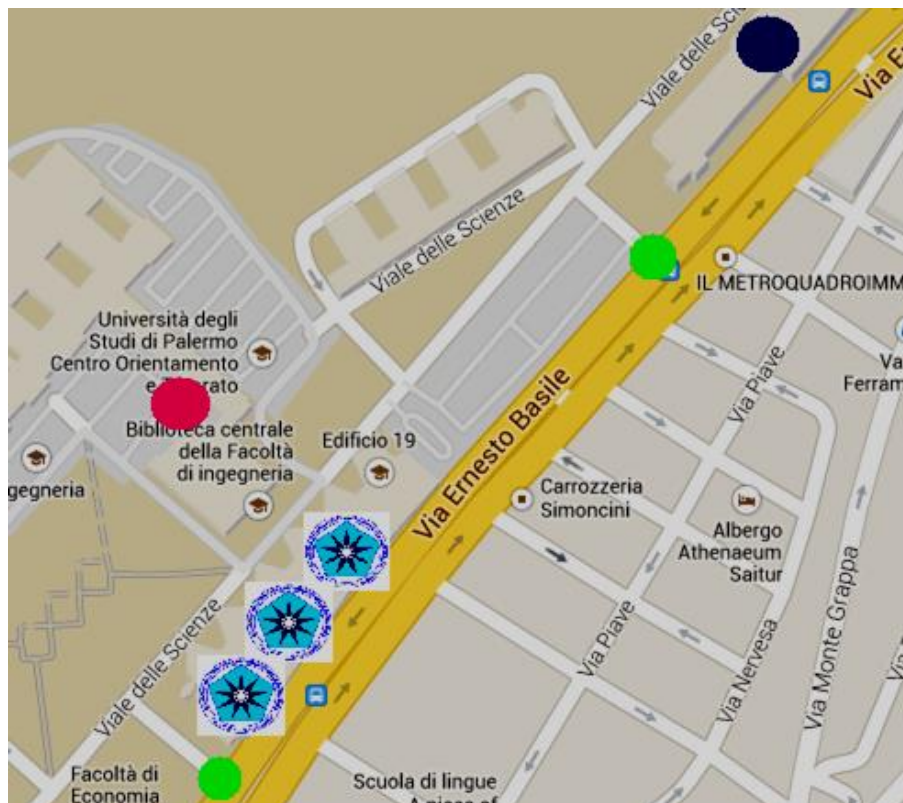 Viale delle Sc
Via E
Viale delle Scienze
IL METROQUADROIMM
Università degli
Studi di Palermo
Centro Orientamento
e
Via Piave
Va
Ferram
Biblioteca centrale
della Facoltà
di ingegneria
Edificio 19
gegneria
Via Ernesto Basile
Carrozzeria
Simoncini
Albergo
Athenaeum
Saitur
Viale delle Scienze
Via Piave
Via Nervesa
Via Monte Grappa
Facoltà di
Economia
Scuola di lingue